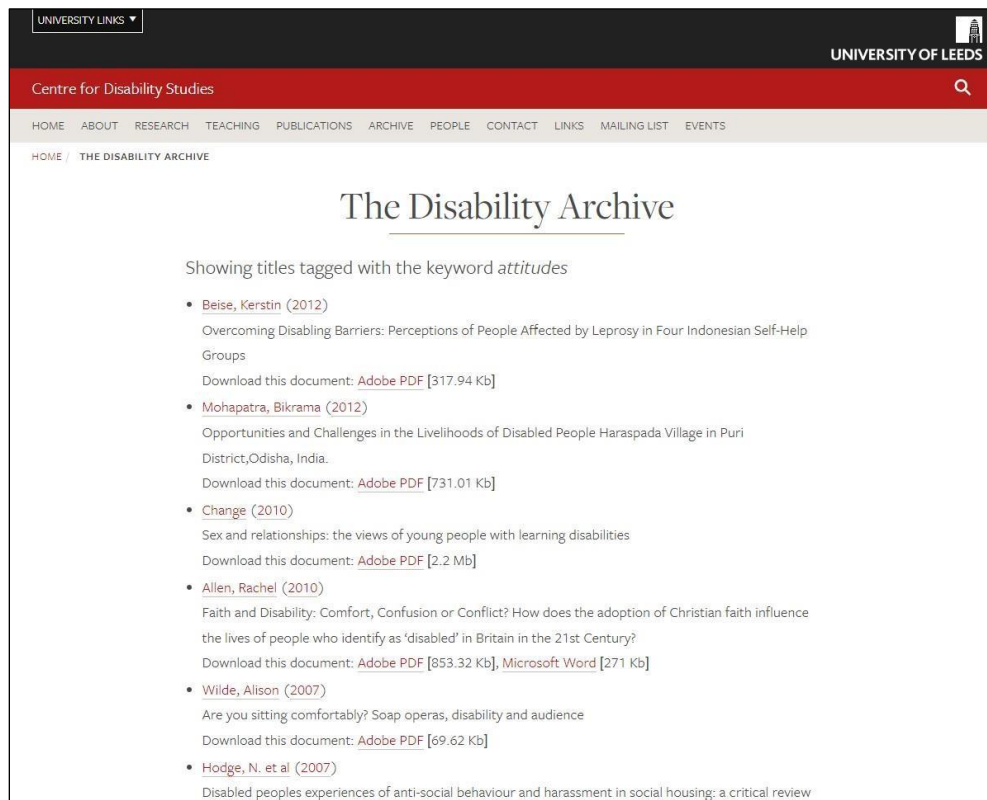 UNIVERSITY LINKS ▼
UNIVERSITY OF LEEDS
Centre for Disability Studies
HOME ABOUT RESEARCH TEACHING PUBLICATIONS ARCHIVE PEOPLE CONTACT LINKS MAILING LIST EVENTS
HOME / THE DISABILITY ARCHIVE
The Disability Archive
Showing titles tagged with the keyword attitudes
• Beise, Kerstin (2012)
Overcoming Disabling Barriers: Perceptions of People Affected by Leprosy in Four Indonesian Self-Help
Groups
Download this document: Adobe PDF [317.94 Kb]
• Mohapatra, Bikrama (2012)
Opportunities and Challenges in the Livelihoods of Disabled People Haraspada Village in Puri
District,Odisha, India.
Download this document: Adobe PDF [731.01 Kb]
• Change (2010)
Sex and relationships: the views of young people with learning disabilities
Download this document: Adobe PDF [2.2 Mb]
• Allen, Rachel (2010)
Faith and Disability: Comfort, Confusion or Conflict? How does the adoption of Christian faith influence
the lives of people who identify as ‘disabled’ in Britain in the 21st Century?
Download this document: Adobe PDF [853.32 Kb], Microsoft Word [271 Kb]
• Wilde, Alison (2007)
Are you sitting comfortably? Soap operas, disability and audience
Download this document: Adobe PDF [69.62 Kb]
• Hodge, N. et al (2007)
Disabled peoples experiences of anti-social behaviour and harassment in social housing: a critical review